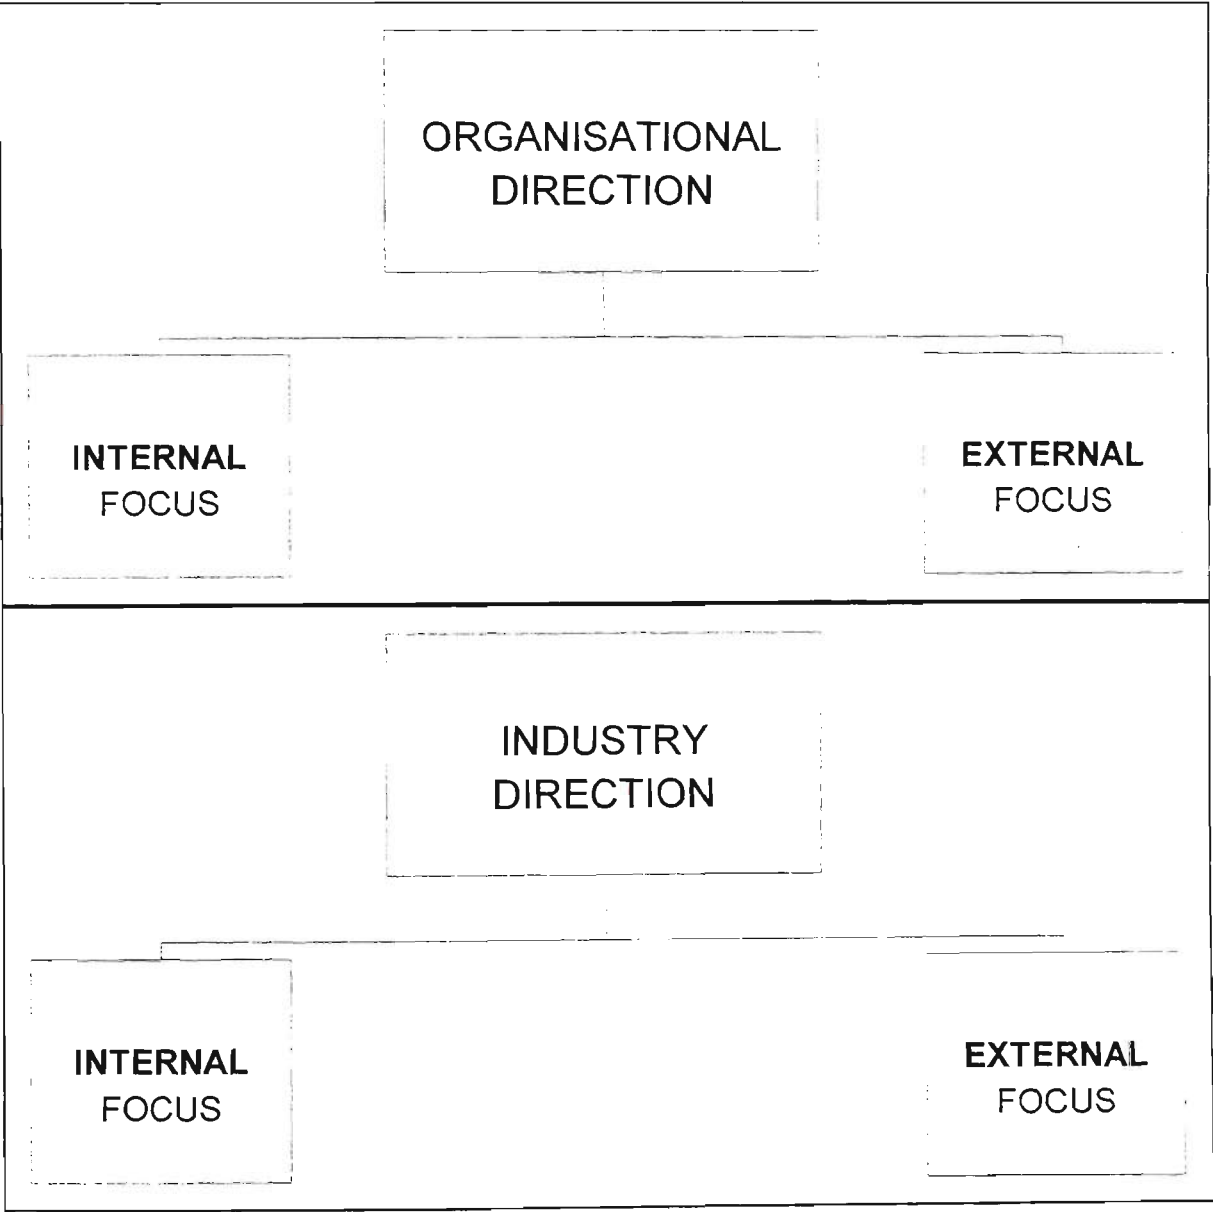 ORGANISATIONAL
DIRECTION
INTERNAL
FOCUS
EXTERNAL
FOCUS
INDUSTRY
DIRECTION
INTERNAL
FOCUS
EXTERNAL
FOCUS